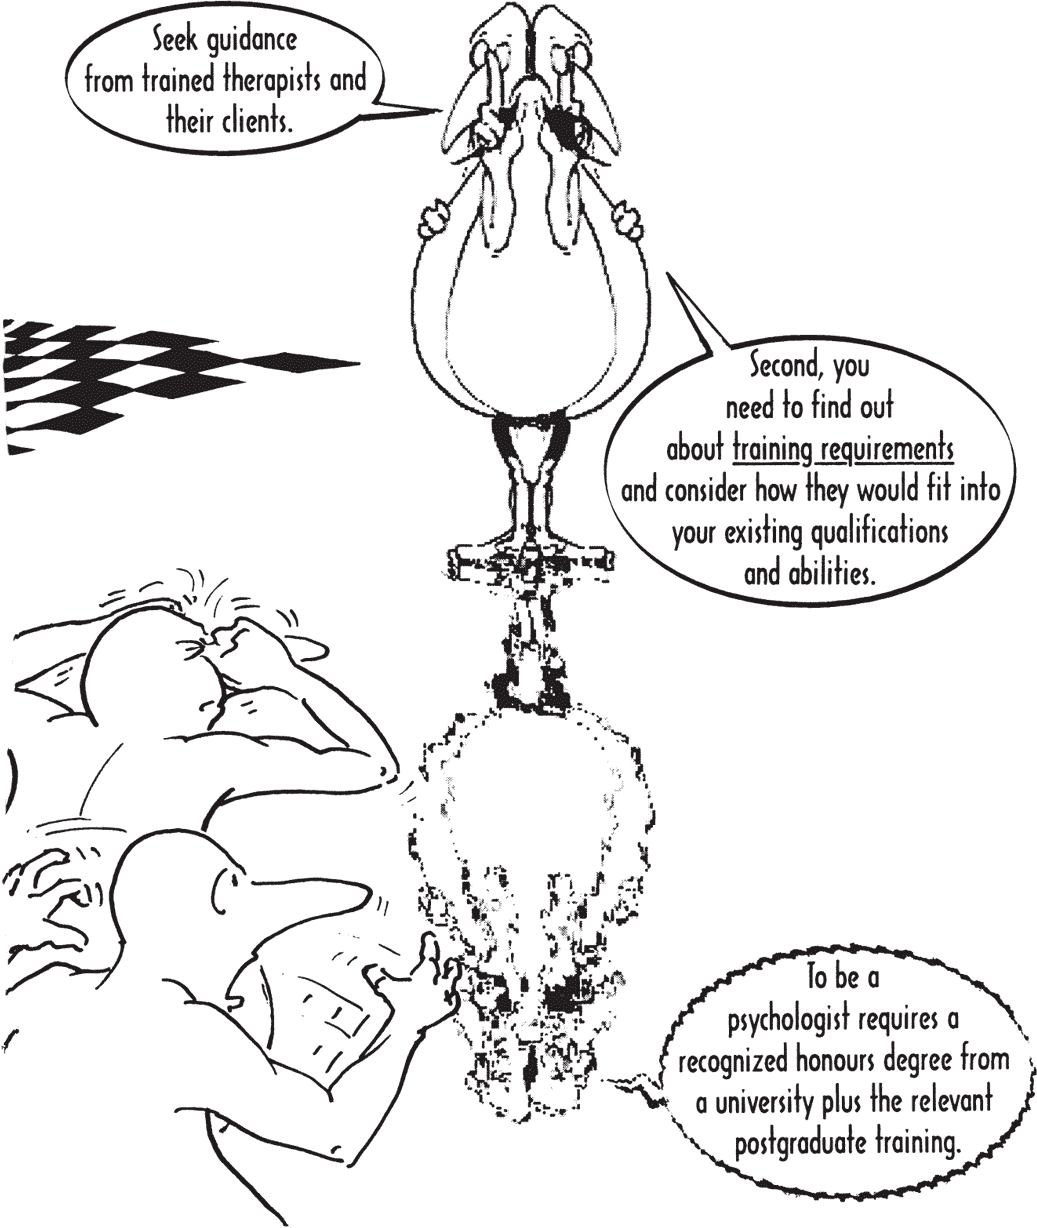 Seek guidance
from trained therapists and
their clients.
Second, you
need to find out
about training requirements
and consider how they would fit into
your existing qualifications
and abilities.
To be a
psychologist requires a
recognized honours degree from
a university plus the relevant
postgraduate training.